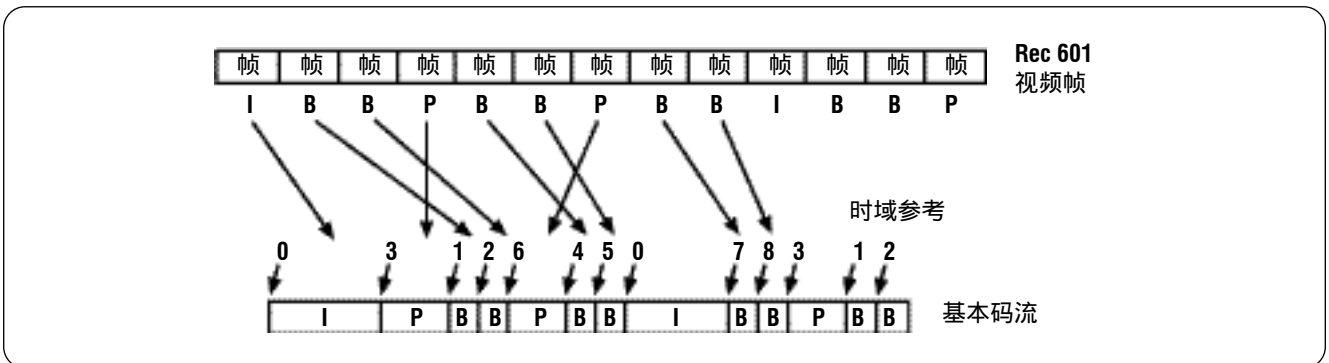 帧 帧 帧 帧 帧 帧 帧 帧 帧 帧 帧 帧 帧 Rec 601
视频帧
I B B P B B P B B I B B P
时域参考
0 3 1 2 6 4 5 0 7 8 3 1 2
I P B B P B B I B B P B B 基本码流